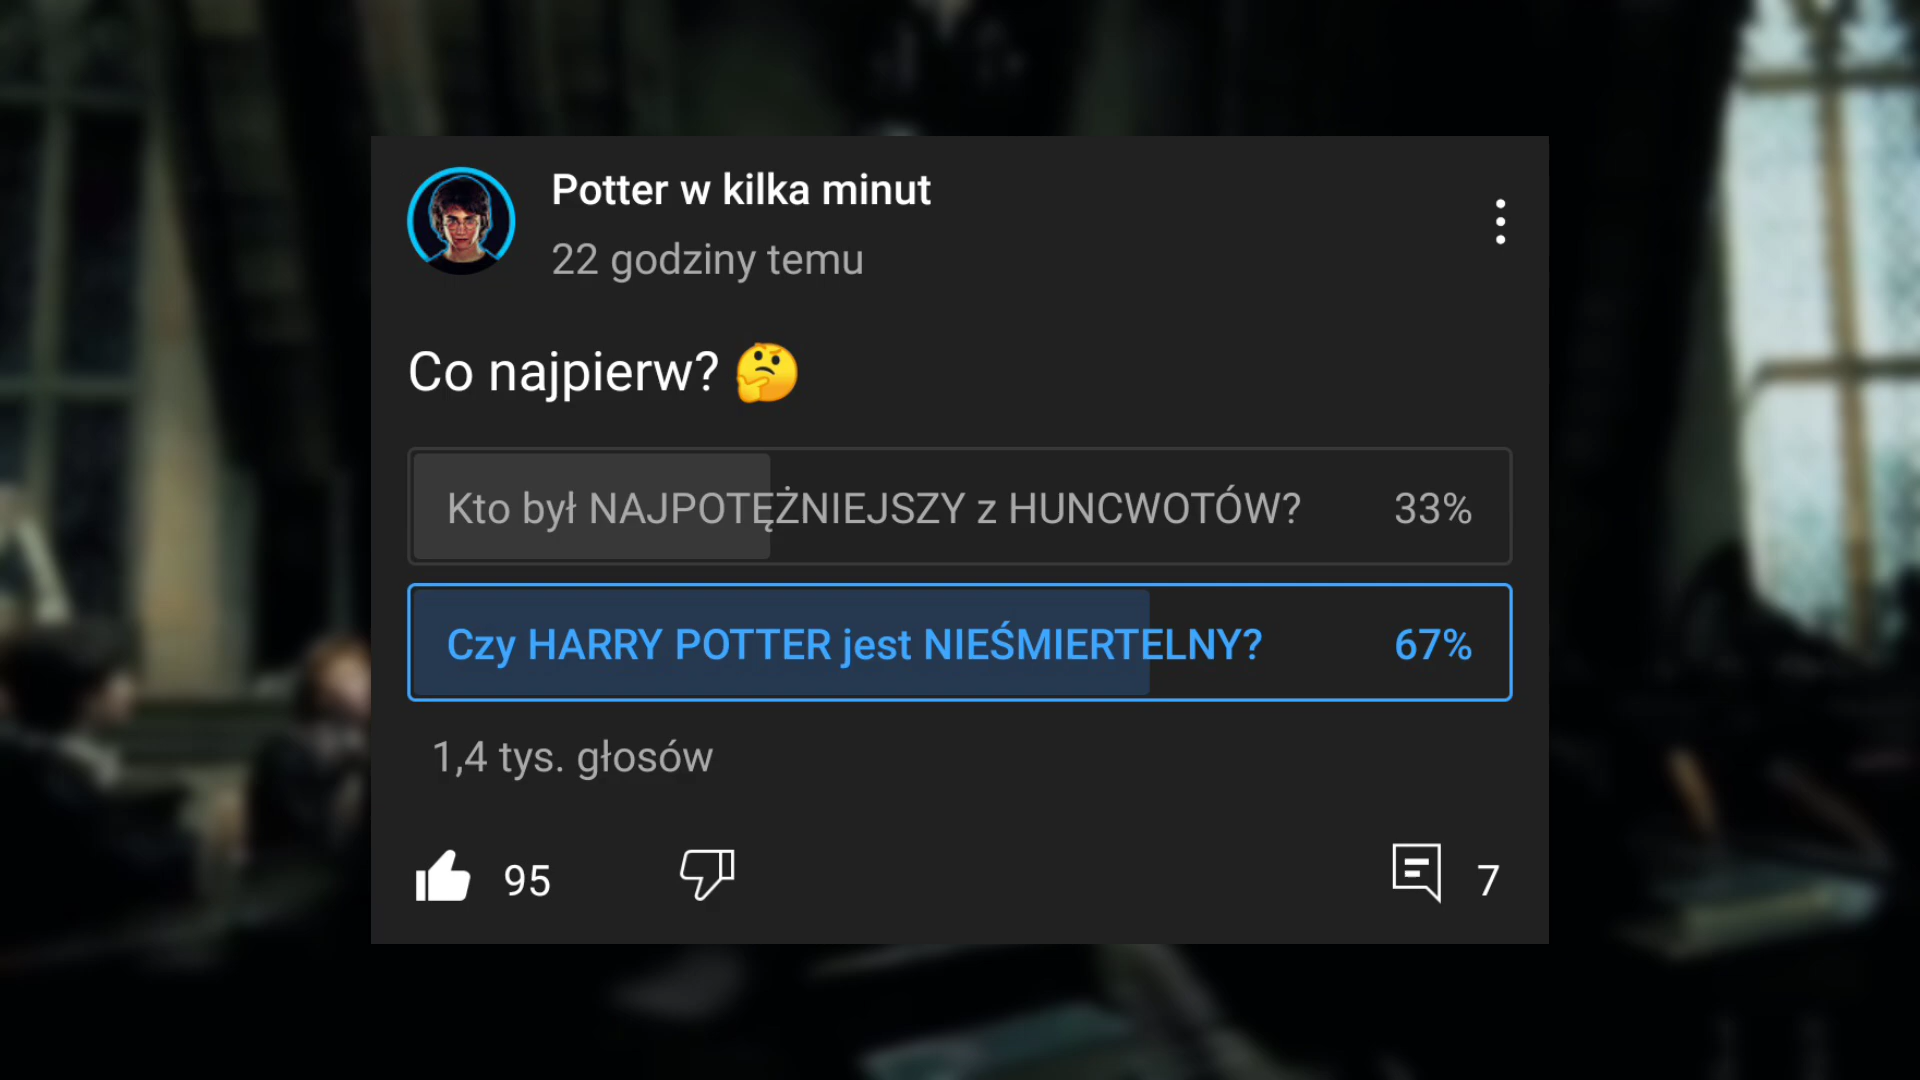 Potter w kilka minut
22 godziny temu
Co najpierw? 🤔
Kto był NAJPOTĘŻNIEJSZY z HUNCWOTÓW? 33%
Czy HARRY POTTER jest NIEŚMIERTELNY? 67%
1,4 tys. głosów
95 7